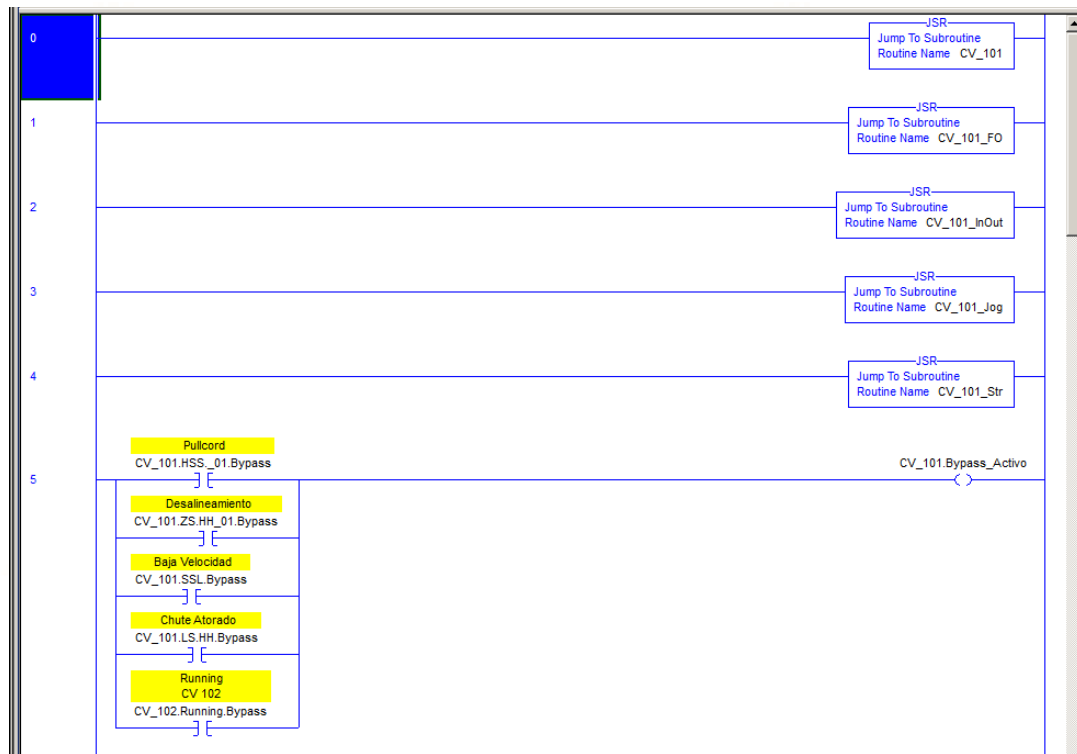 0
JSR
Jump To Subroutine
Routine Name CV_101
1
JSR
Jump To Subroutine
Routine Name CV_101_FO
2
JSR
Jump To Subroutine
Routine Name CV_101_InOut
3
JSR
Jump To Subroutine
Routine Name CV_101_Jog
4
JSR
Jump To Subroutine
Routine Name CV_101_Str
5
Pullcord
CV_101.HSS._01.Bypass
CV_101.Bypass_Activo
Desalineamiento
CV_101.ZS.HH_01.Bypass
Baja Velocidad
CV_101.SSL.Bypass
Chute Atorado
CV_101.LS.HH.Bypass
Running
CV 102
CV_102.Running.Bypass